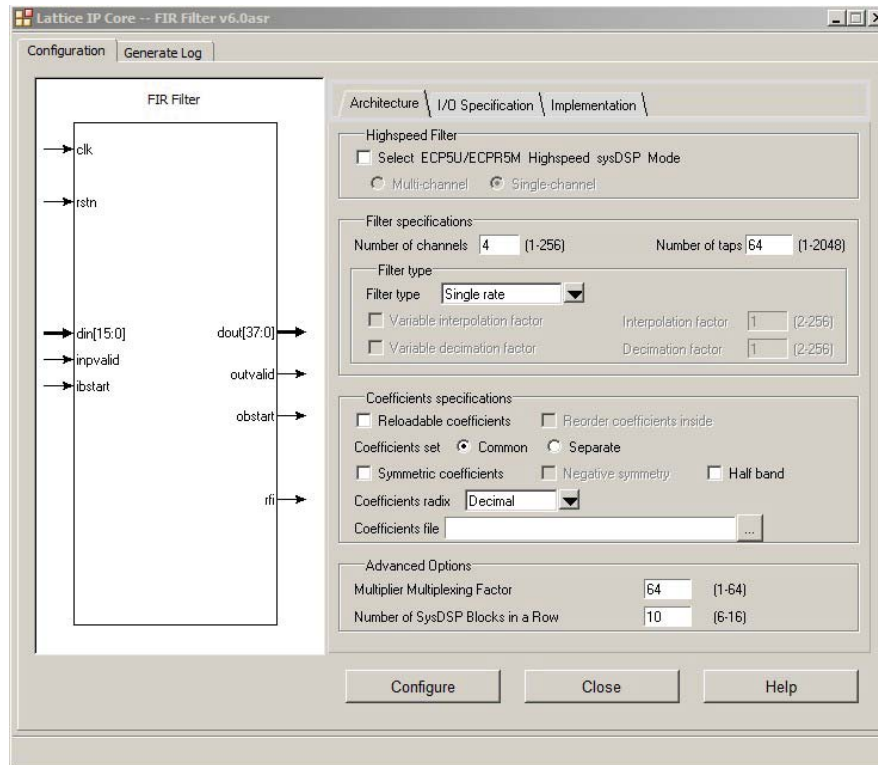 Lattice IP Core -- FIR Filter v6.0asr
Configuration Generate Log
FIR Filter
clk
rstn
din[15:0] dout[37:0]
inpvalid
outvalid
ibstart
obstart
rfi
Architecture I/O Specification Implementation
Highspeed Filter
Select ECP5U/ECPR5M Highspeed sysDSP Mode
Multi-channel Single-channel
Filter specifications
Number of channels 4 (1-256) Number of taps 64 (1-2048)
Filter type
Filter type Single rate
Variable interpolation factor Interpolation factor 1 (2-256)
Variable decimation factor Decimation factor 1 (2-256)
Coefficients specifications
Reloadable coefficients Reorder coefficients inside
Coefficients set Common Separate
Symmetric coefficients Negative symmetry Half band
Coefficients radix Decimal
Coefficients file ...
Advanced Options
Multiplier Multiplexing Factor 64 (1-64)
Number of SysDSP Blocks in a Row 10 (6-16)
Configure Close Help